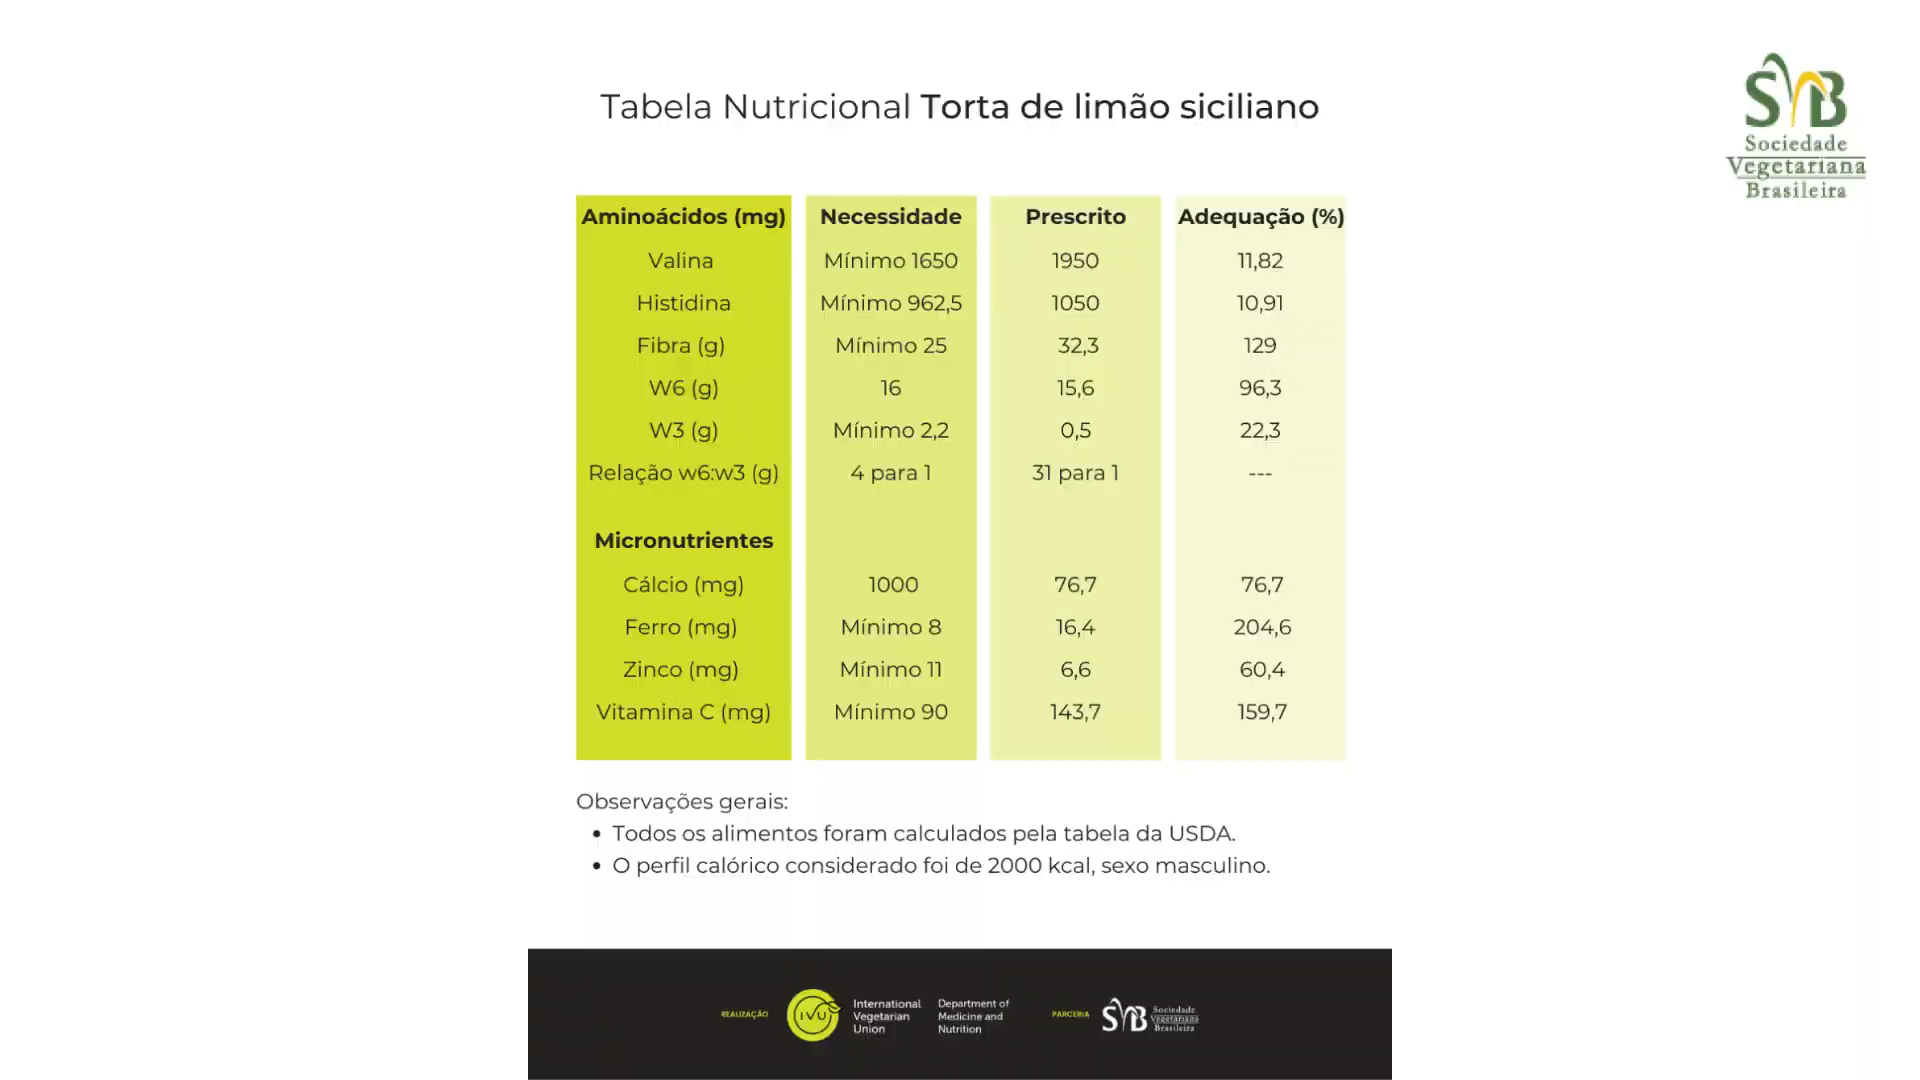 Tabela Nutricional Torta de limão siciliano
SVB
Sociedade
Vegetariana
Brasileira
Aminoácidos (mg) Necessidade Prescrito Adequação (%)
Valina Mínimo 1650 1950 11,82
Histidina Mínimo 962,5 1050 10,91
Fibra (g) Mínimo 25 32,3 129
W6 (g) 16 15,6 96,3
W3 (g) Mínimo 2,2 0,5 22,3
Relação w6:w3 (g) 4 para 1 31 para 1 ---
Micronutrientes
Cálcio (mg) 1000 76,7 76,7
Ferro (mg) Mínimo 8 16,4 204,6
Zinco (mg) Mínimo 11 6,6 60,4
Vitamina C (mg) Mínimo 90 143,7 159,7
Observações gerais:
• Todos os alimentos foram calculados pela tabela da USDA.
• O perfil calórico considerado foi de 2000 kcal, sexo masculino.
REALIZAÇÃO
IVU
International
Vegetarian
Union
Department of
Medicine and
Nutrition
PARCERIA
SVB
Sociedade
Vegetariana
Brasileira